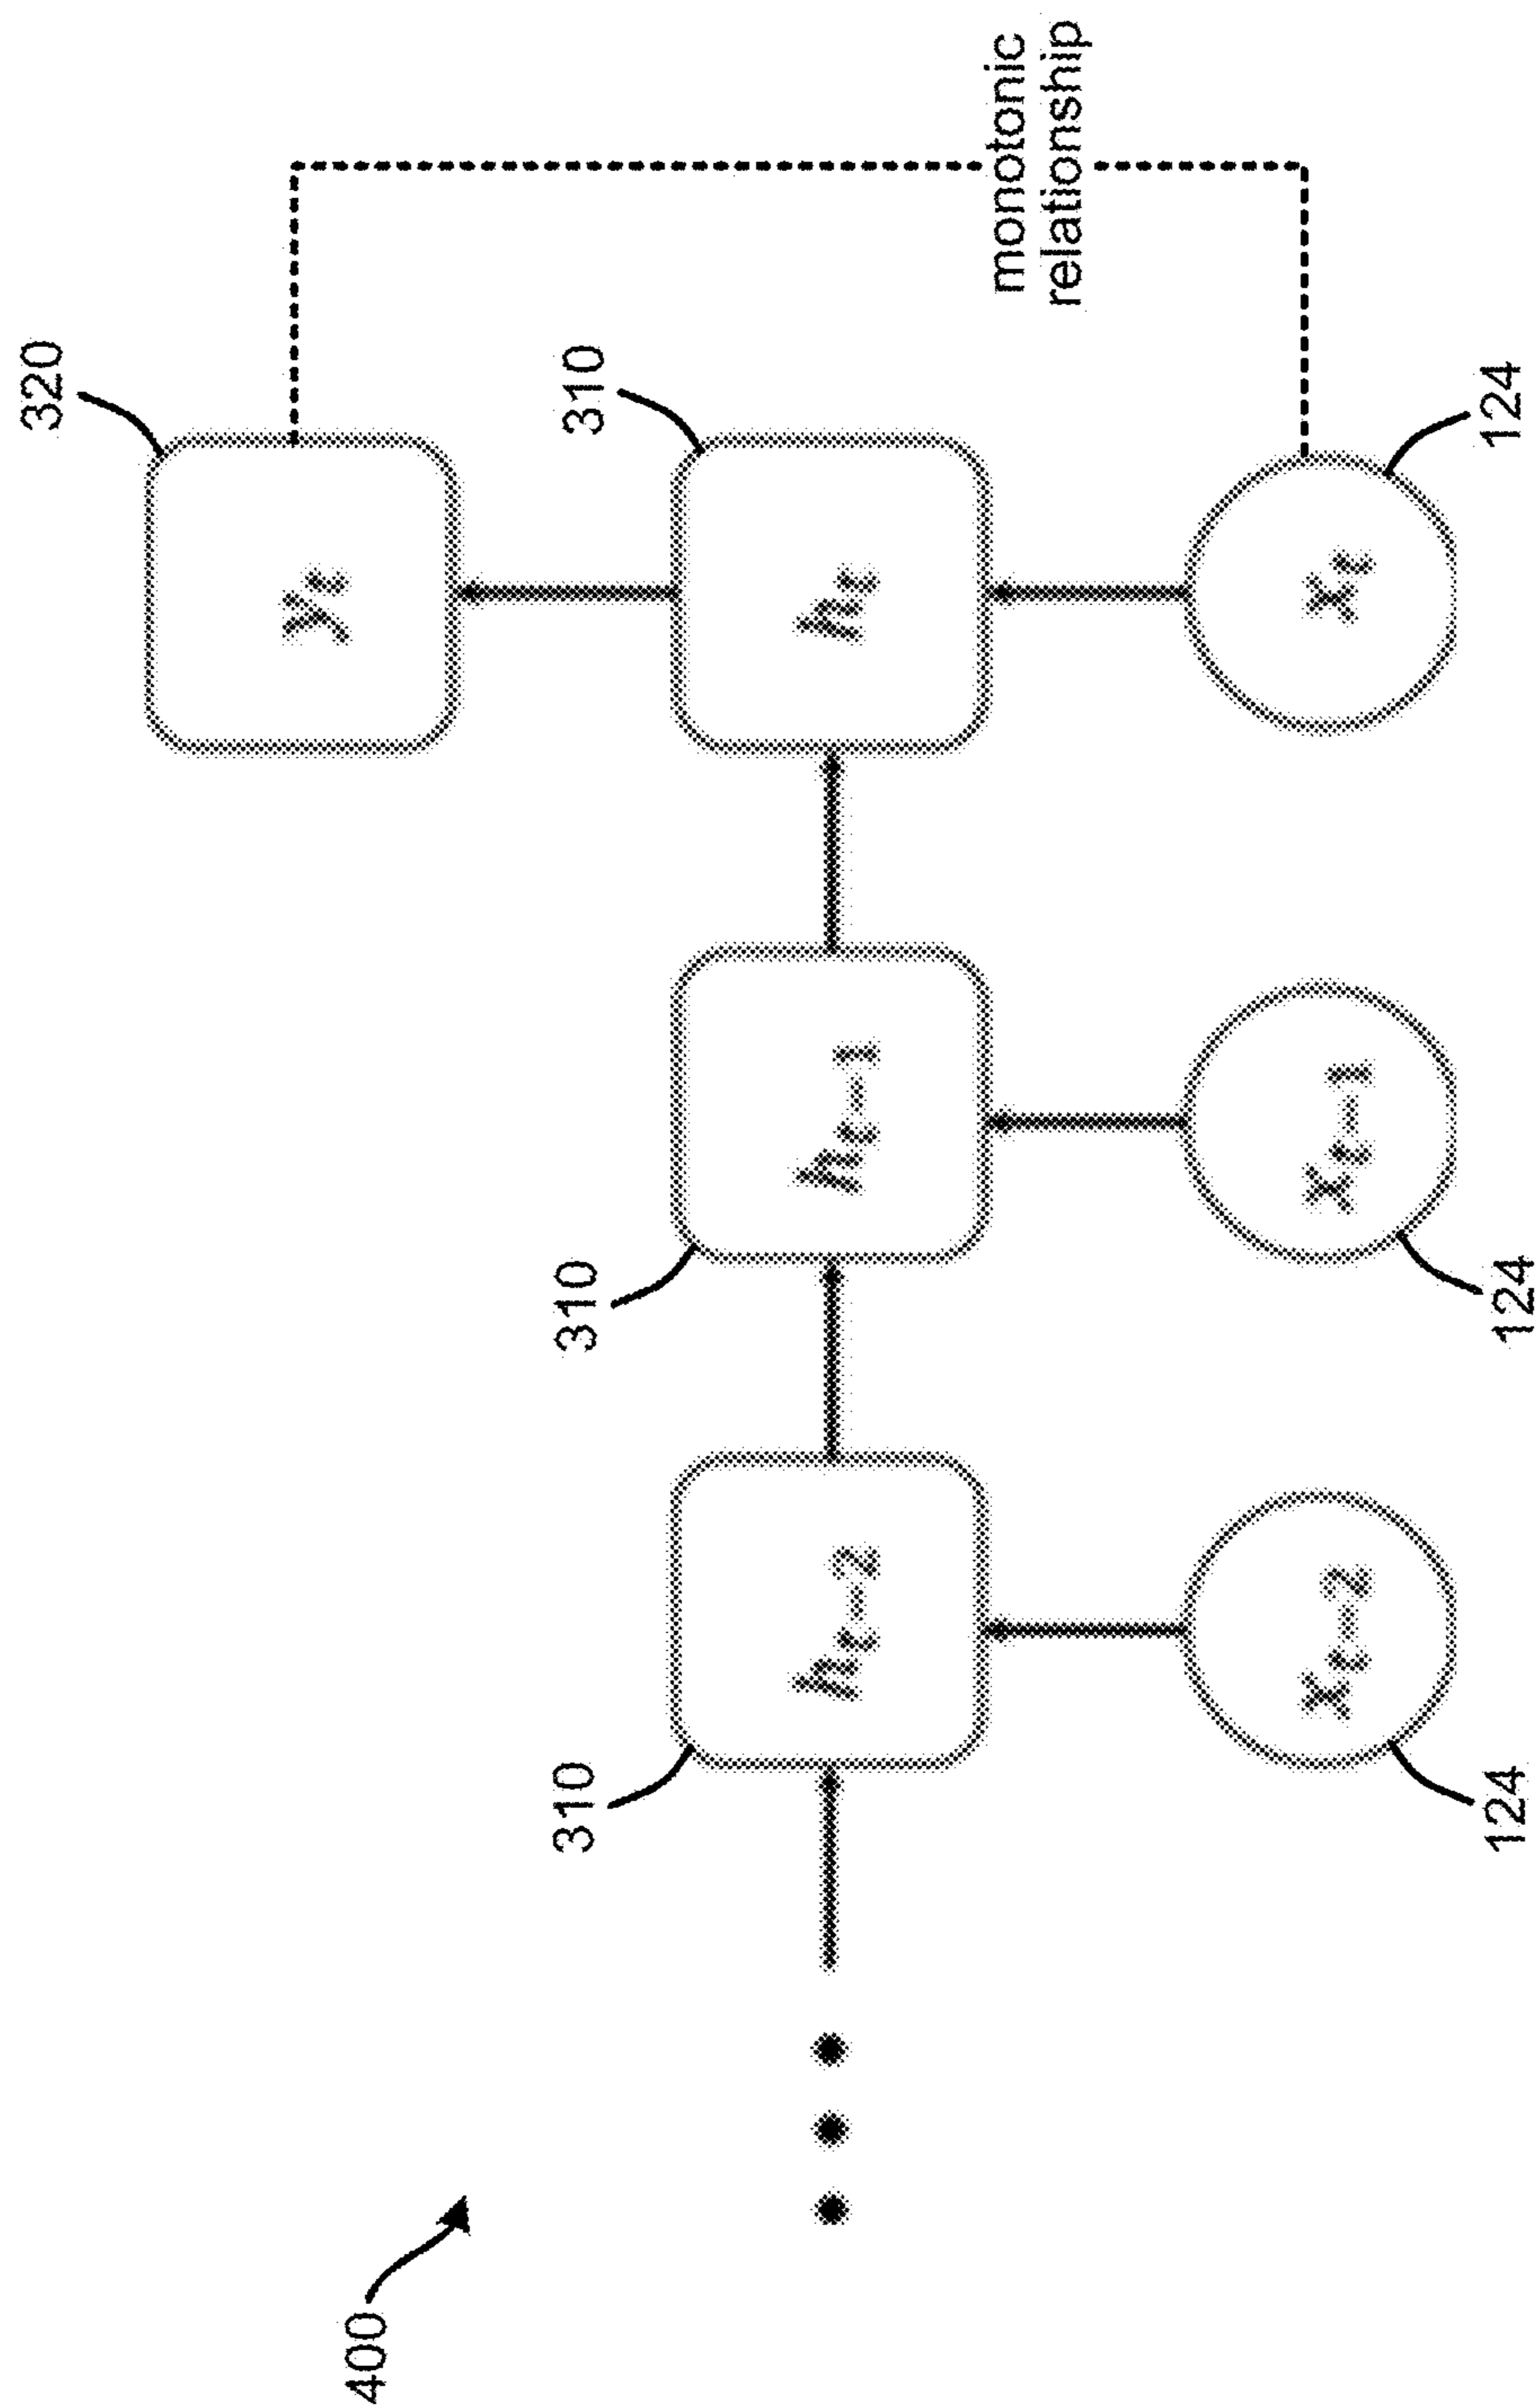 320
yₜ
400
310
310
310
hₜ₋₂
hₜ₋₁
hₜ
monotonic
relationship
xₜ₋₂
xₜ₋₁
xₜ
124
124
124